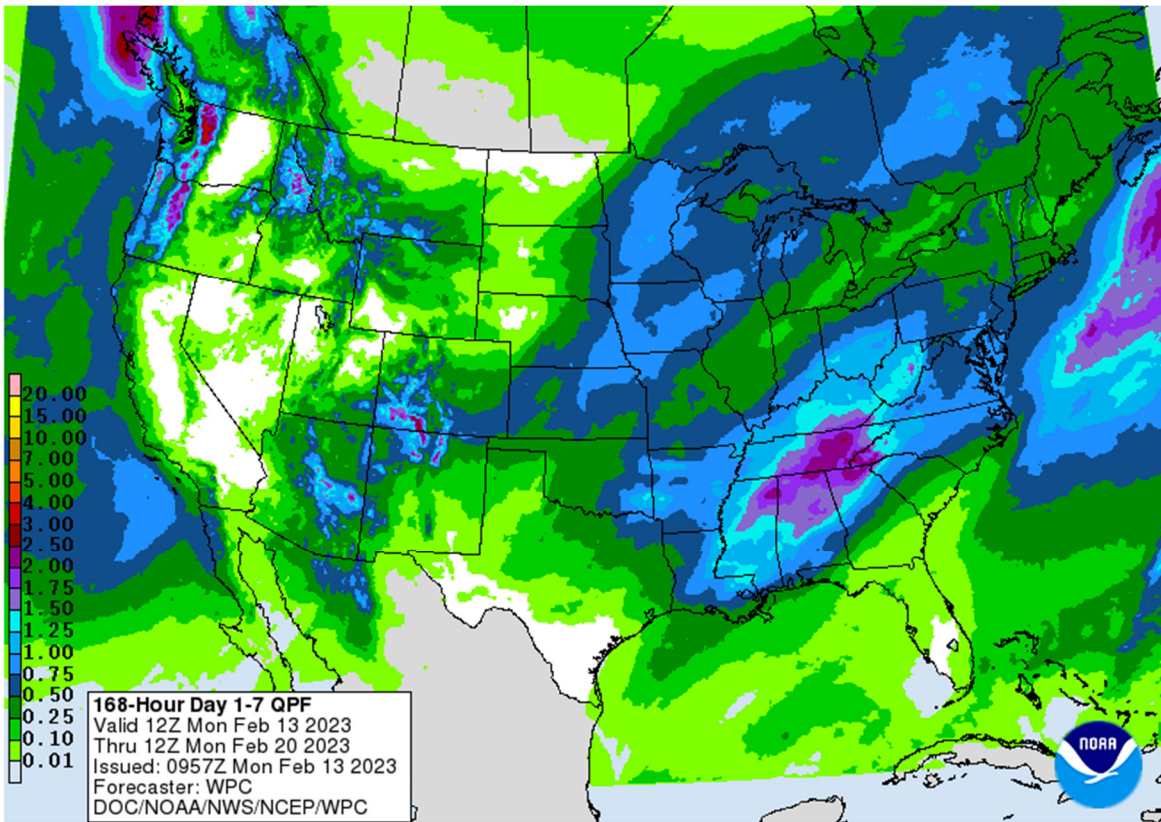 20.00
15.00
10.00
7.00
5.00
4.00
3.00
2.50
2.00
1.75
1.50
1.25
1.00
0.75
0.50
0.25
0.10
0.01
168-Hour Day 1-7 QPF
Valid 12Z Mon Feb 13 2023
Thru 12Z Mon Feb 20 2023
Issued: 0957Z Mon Feb 13 2023
Forecaster: WPC
DOC/NOAA/NWS/NCEP/WPC
NOAA